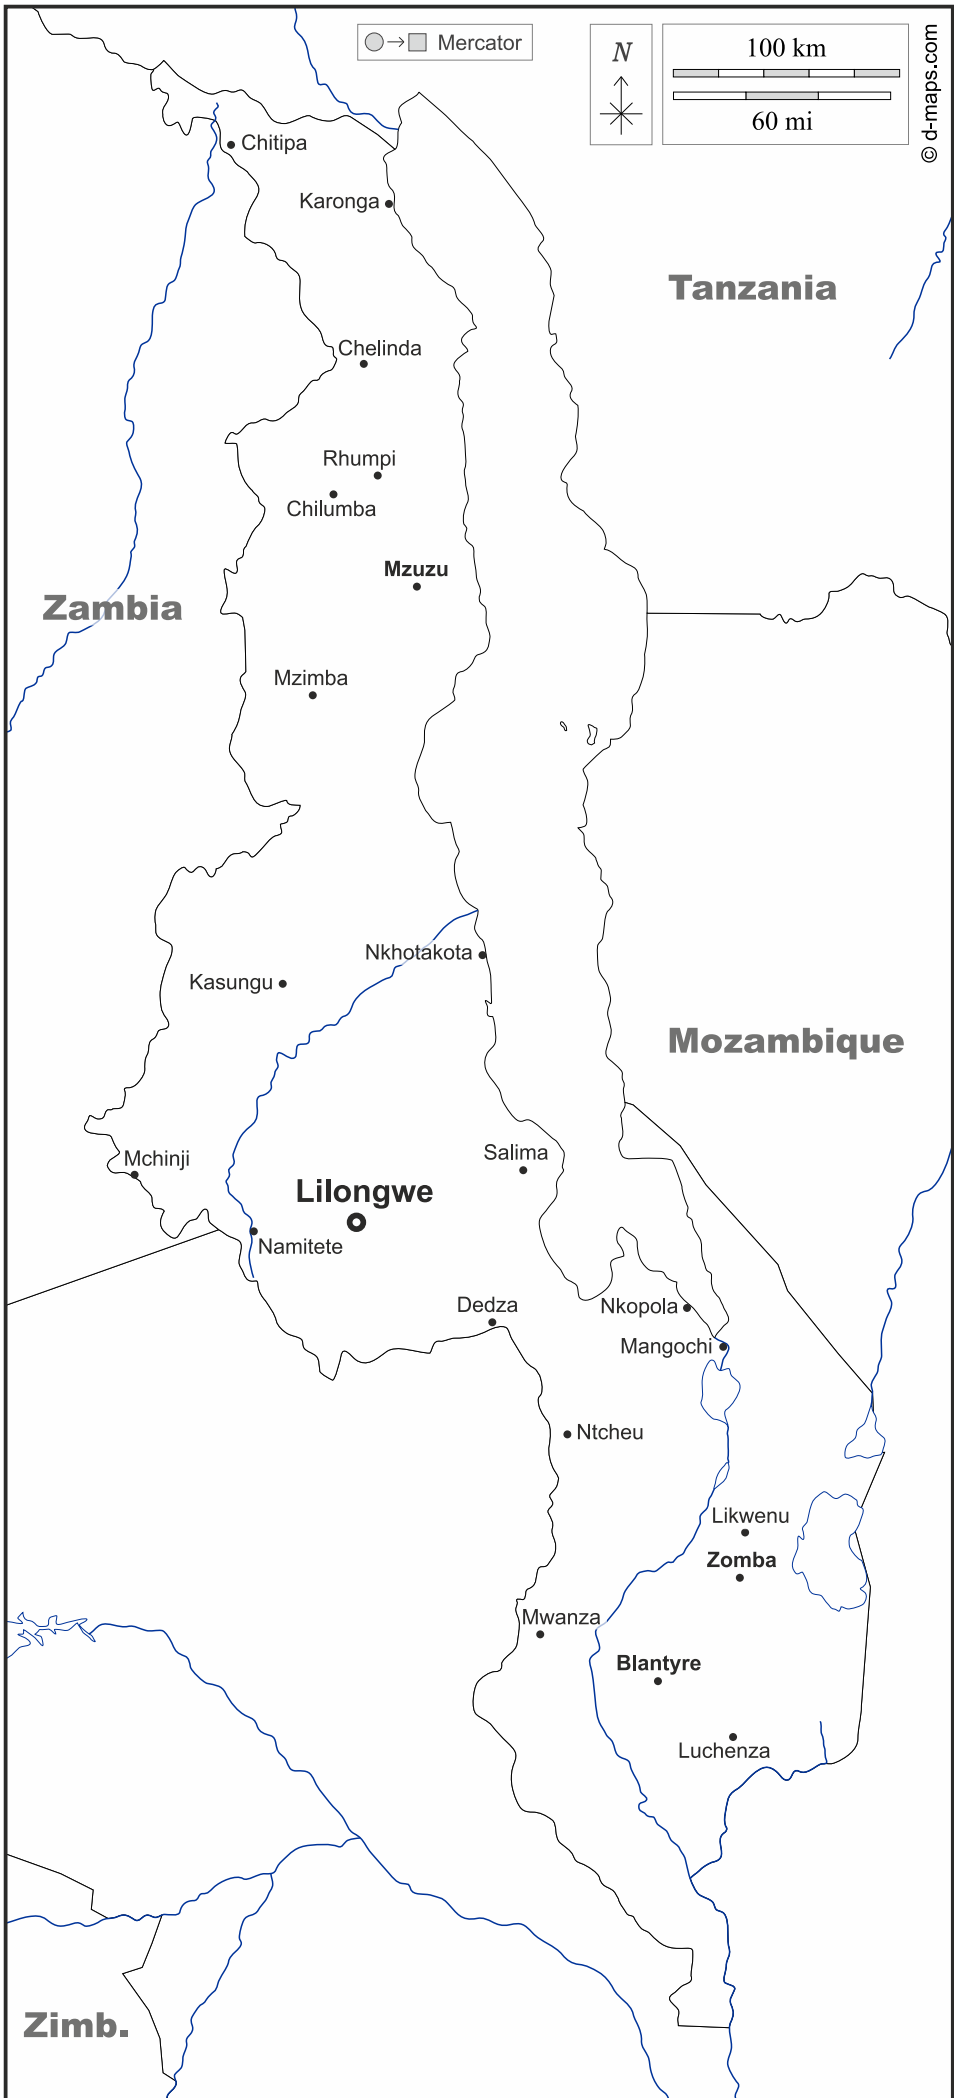 Mercator
N
100 km
60 mi
© d-maps.com
Chitipa
Karonga
Tanzania
Chelinda
Rhumpi
Chilumba
Mzuzu
Zambia
Mzimba
Nkhotakota
Kasungu
Mozambique
Mchinji
Salima
Lilongwe
Namitete
Dedza
Nkopola
Mangochi
Ntcheu
Likwenu
Zomba
Mwanza
Blantyre
Luchenza
Zimb.